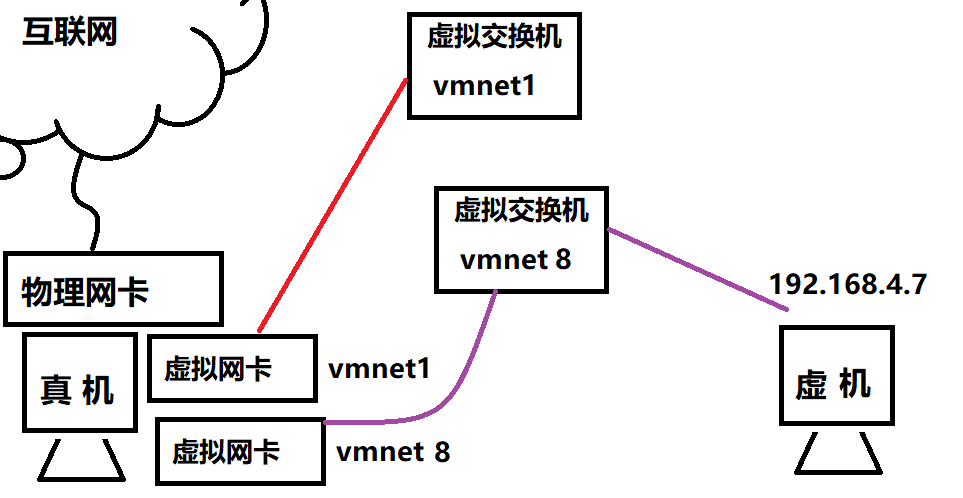 互联网
虚拟交换机
vmnet1
虚拟交换机
vmnet 8
192.168.4.7
物理网卡
真 机
虚拟网卡
vmnet1
虚 机
虚拟网卡
vmnet 8